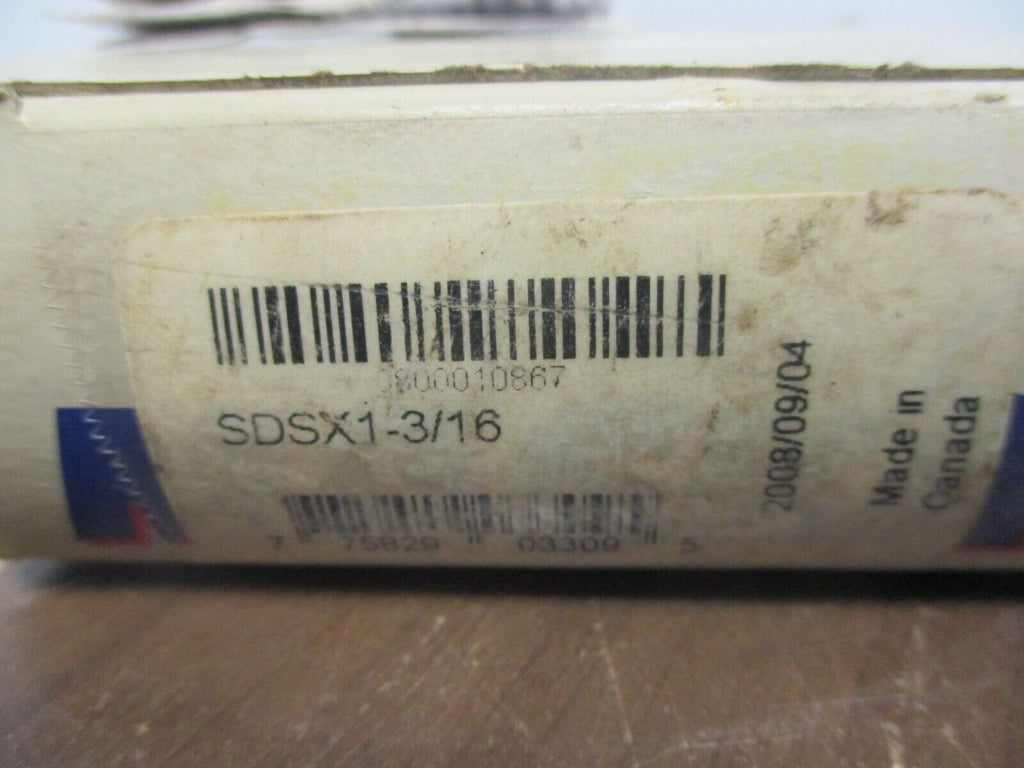 0800010867
SDSX1-3/16
7 75829 03309 5
2008/09/04
Made in
Canada